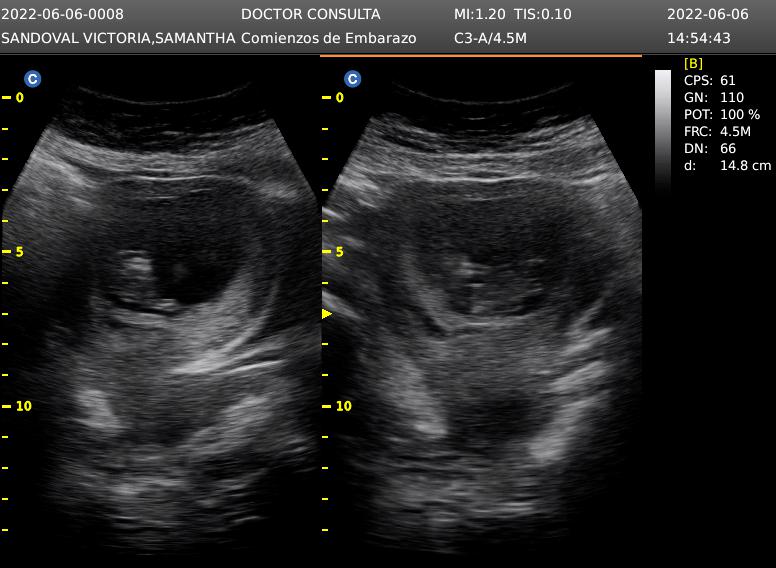 2022-06-06-0008 DOCTOR CONSULTA MI:1.20 TIS:0.10 2022-06-06
SANDOVAL VICTORIA,SAMANTHA Comienzos de Embarazo C3-A/4.5M 14:54:43
[B]
CPS: 61
GN: 110
POT: 100 %
FRC: 4.5M
DN: 66
d: 14.8 cm
C
0
5
10
C
0
5
10